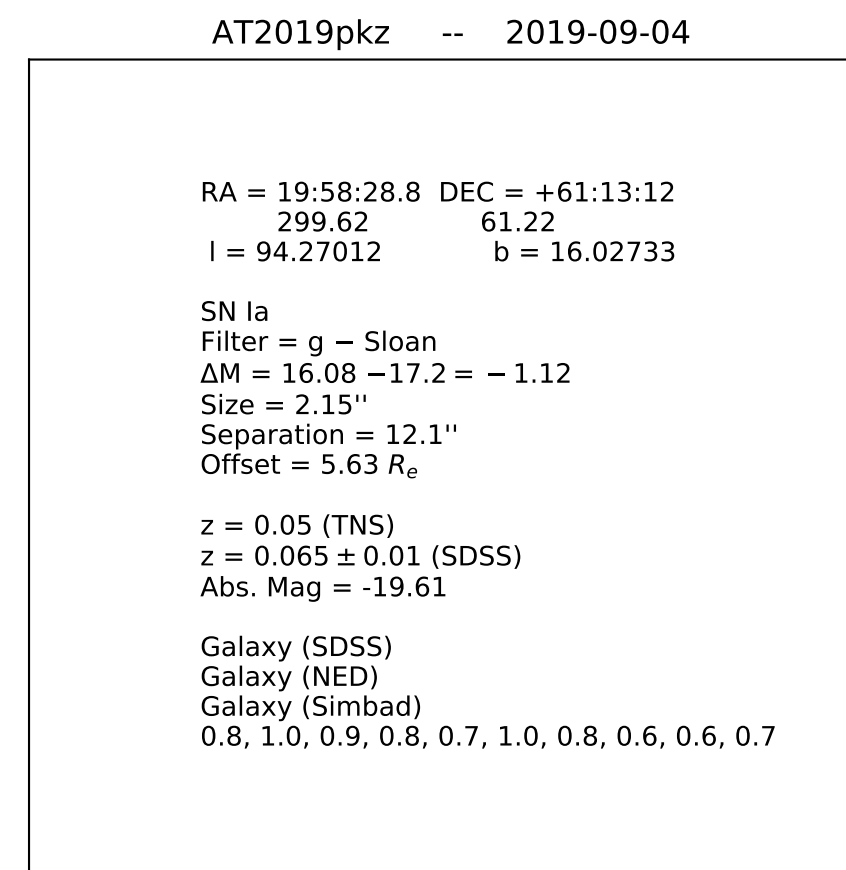 AT2019pkz -- 2019-09-04
RA = 19:58:28.8 DEC = +61:13:12
299.62 61.22
l = 94.27012 b = 16.02733
SN Ia
Filter = g − Sloan
ΔM = 16.08 −17.2 = − 1.12
Size = 2.15''
Separation = 12.1''
Offset = 5.63 Rₑ
z = 0.05 (TNS)
z = 0.065 ± 0.01 (SDSS)
Abs. Mag = -19.61
Galaxy (SDSS)
Galaxy (NED)
Galaxy (Simbad)
0.8, 1.0, 0.9, 0.8, 0.7, 1.0, 0.8, 0.6, 0.6, 0.7